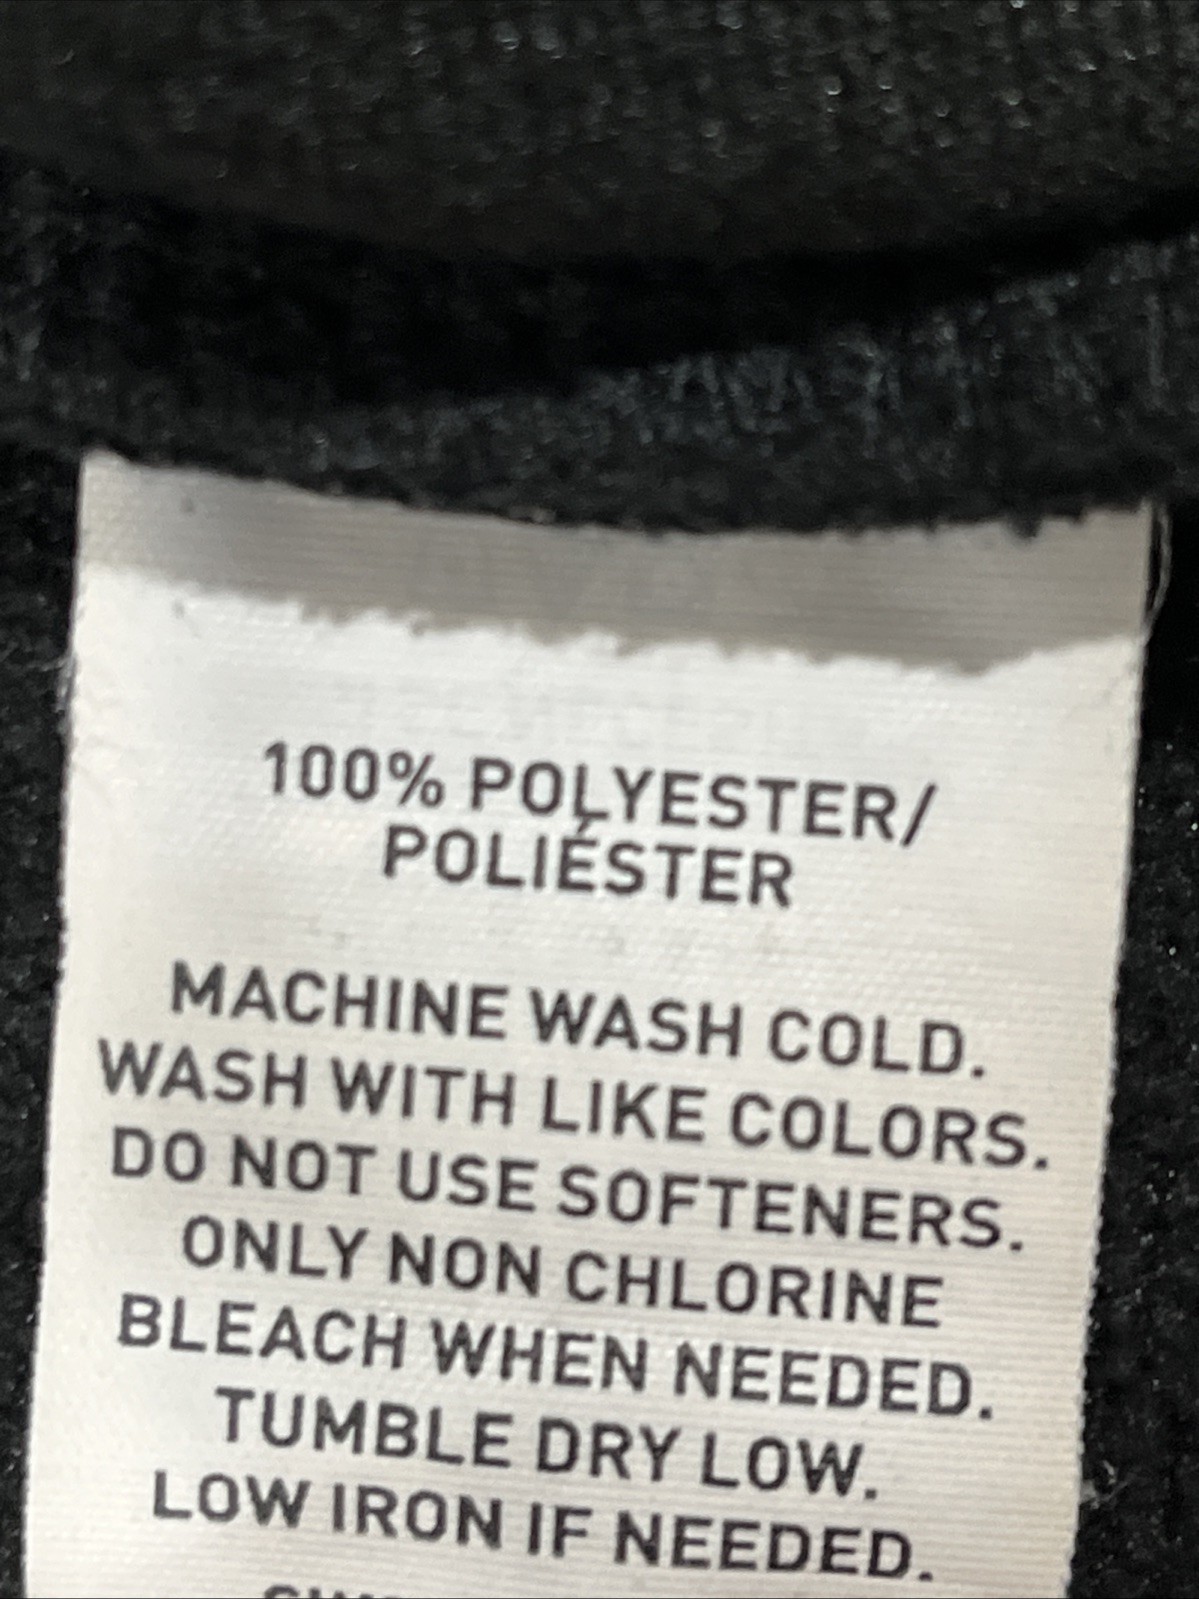 100% POLYESTER/
POLIÉSTER
MACHINE WASH COLD.
WASH WITH LIKE COLORS.
DO NOT USE SOFTENERS.
ONLY NON CHLORINE
BLEACH WHEN NEEDED.
TUMBLE DRY LOW.
LOW IRON IF NEEDED.